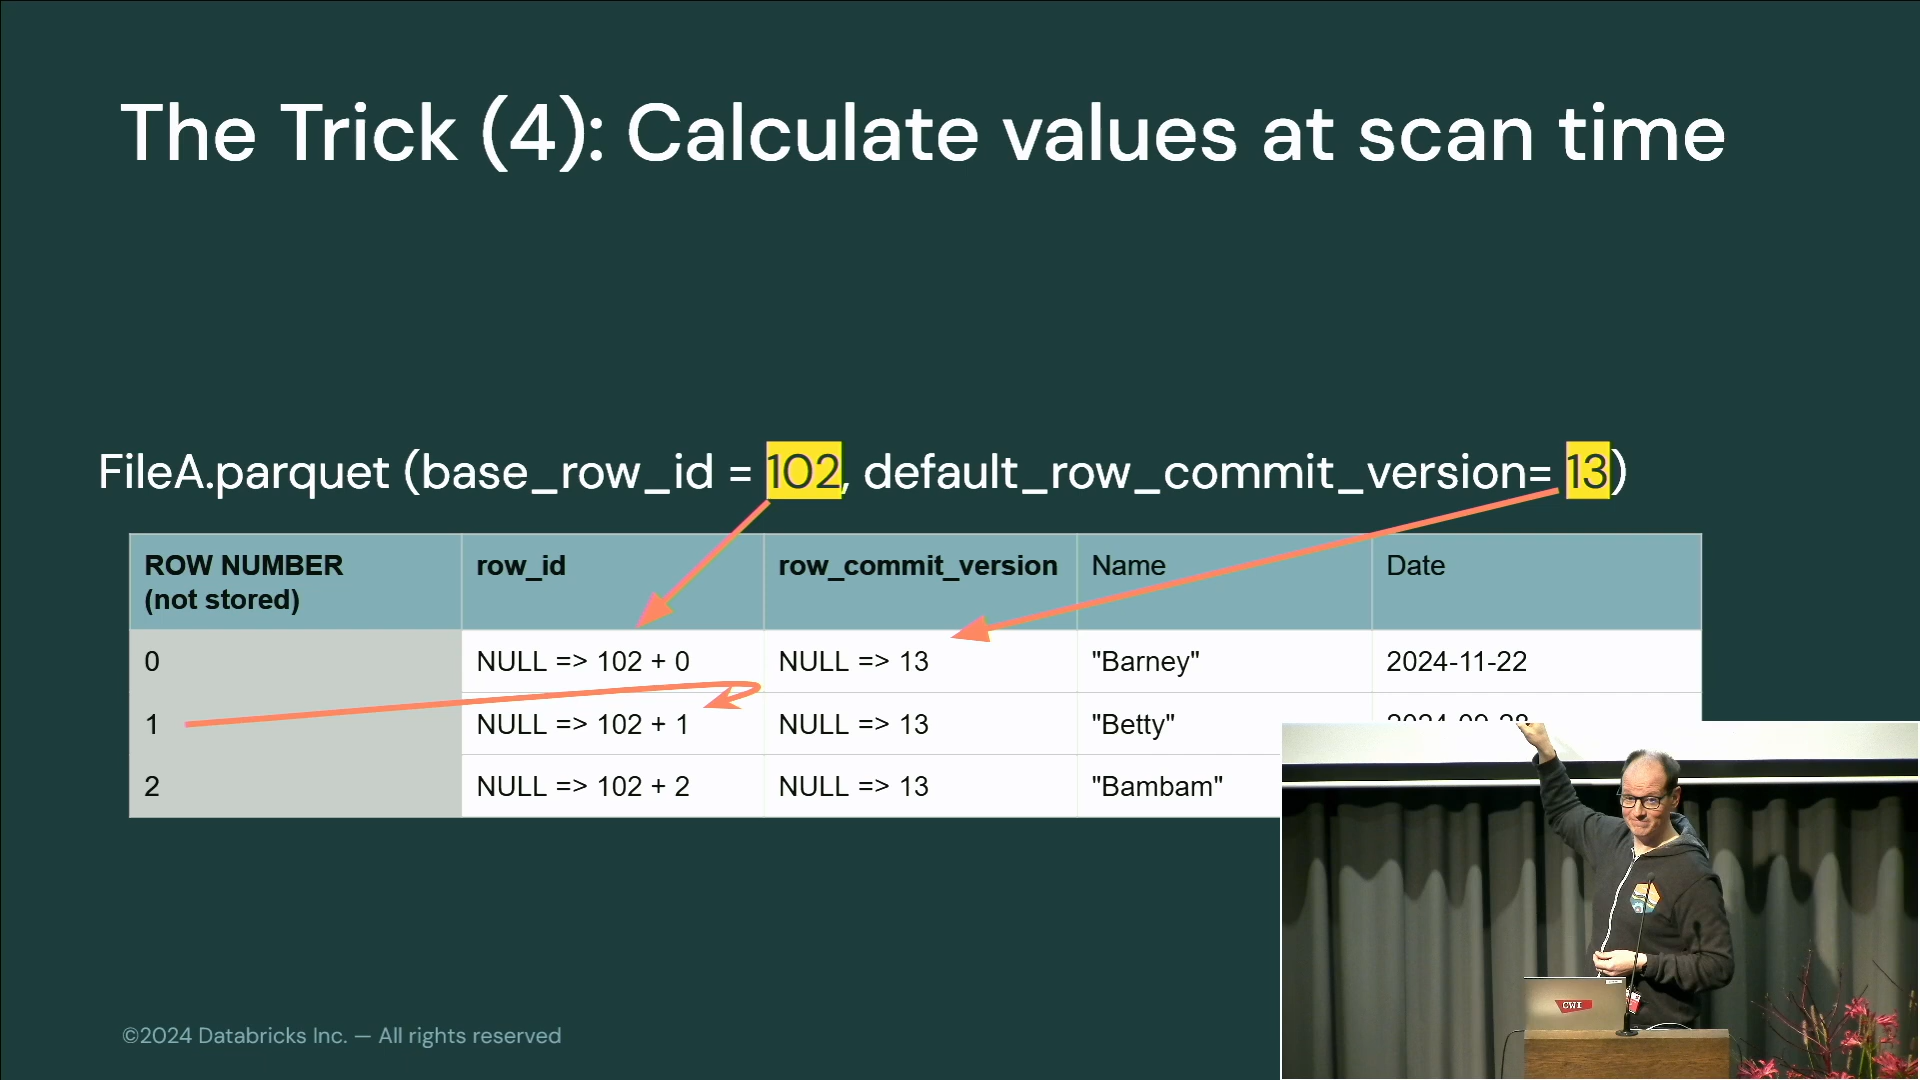 The Trick (4): Calculate values at scan time
FileA.parquet (base_row_id = 102, default_row_commit_version= 13)
ROW NUMBER (not stored) row_id row_commit_version Name Date
0 NULL => 102 + 0 NULL => 13 "Barney" 2024-11-22
1 NULL => 102 + 1 NULL => 13 "Betty"
2 NULL => 102 + 2 NULL => 13 "Bambam"
CWI
©2024 Databricks Inc. — All rights reserved